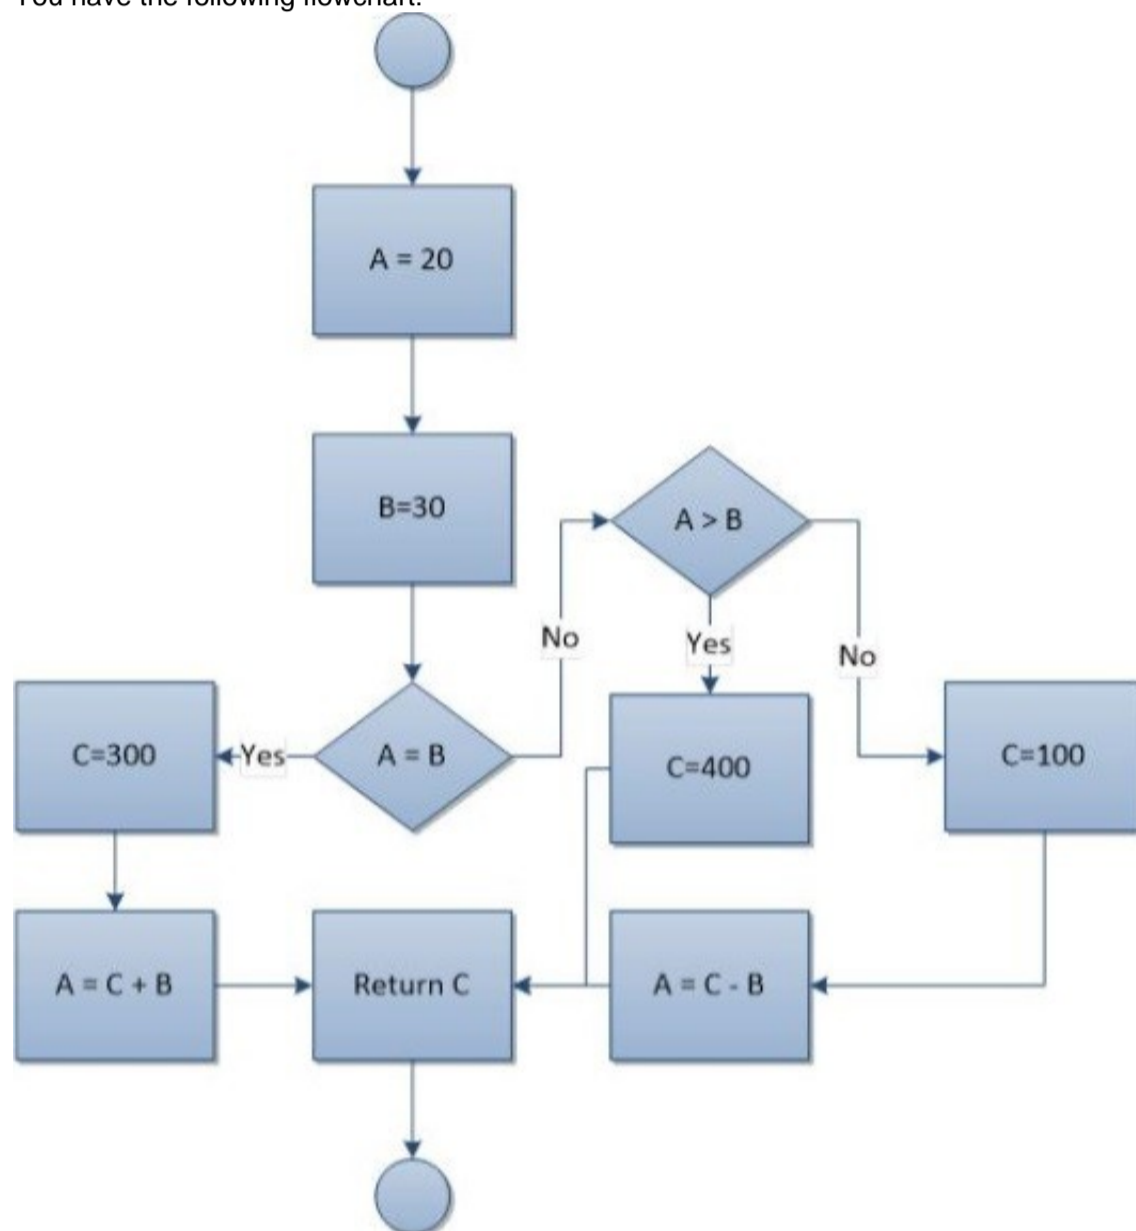 You have the following flowchart:
A = 20
B=30
A > B
No
Yes
No
C=300
Yes
A = B
C=400
C=100
A = C + B
Return C
A = C - B